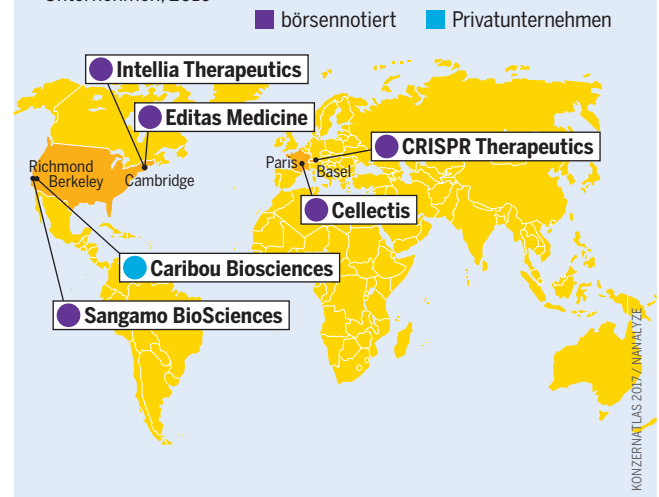 börsennotiert Privatunternehmen
Intellia Therapeutics
Editas Medicine
CRISPR Therapeutics
Richmond
Berkeley
Cambridge
Paris
Basel
Cellectis
Caribou Biosciences
Sangamo BioSciences
KONZERNATLAS 2017 / NANALYZE